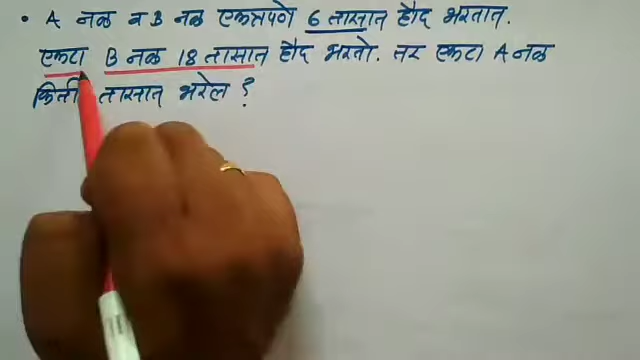 • A नळ व B नळ एकत्रपणे 6 तासात हौद भरतात.
एकटा B नळ 18 तासात हौद भरतो. तर एकटा A नळ
किती तासात भरेल ?